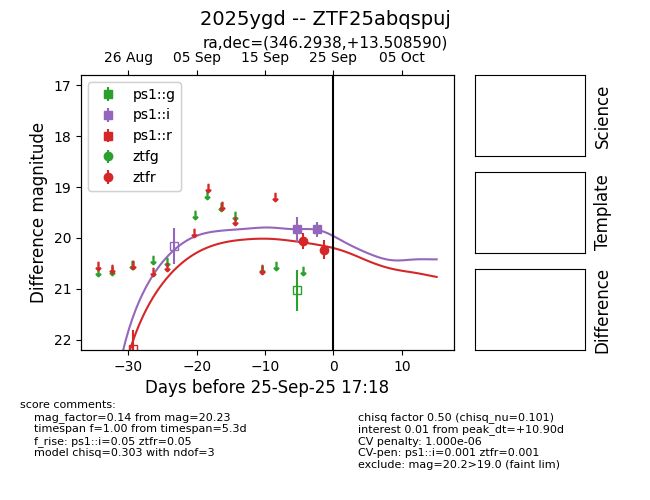 2025ygd -- ZTF25abqspuj
ra,dec=(346.2938,+13.508590)
26 Aug 05 Sep 15 Sep 25 Sep 05 Oct
17
18
19
20
21
22
Difference magnitude
ps1::g
ps1::i
ps1::r
ztfg
ztfr
−30 −20 −10 0 10
Days before 25-Sep-25 17:18
Science
Template
Difference
score comments:
mag_factor=0.14 from mag=20.23
timespan f=1.00 from timespan=5.3d
f_rise: ps1::i=0.05 ztfr=0.05
model chisq=0.303 with ndof=3
chisq factor 0.50 (chisq_nu=0.101)
interest 0.01 from peak_dt=+10.90d
CV penalty: 1.000e-06
CV-pen: ps1::i=0.001 ztfr=0.001
exclude: mag=20.2>19.0 (faint lim)